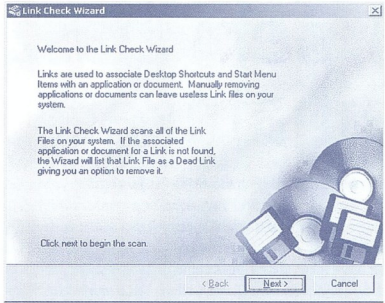 Link Check Wizard
Welcome to the Link Check Wizard
Links are used to associate Desktop Shortcuts and Start Menu
Items with an application or document. Manually removing
applications or documents can leave useless Link files on your
system.
The Link Check Wizard scans all of the Link
Files on your system. If the associated
application or document for a Link is not found,
the Wizard will list that Link File as a Dead Link
giving you an option to remove it.
Click next to begin the scan.
< Back
Next >
Cancel